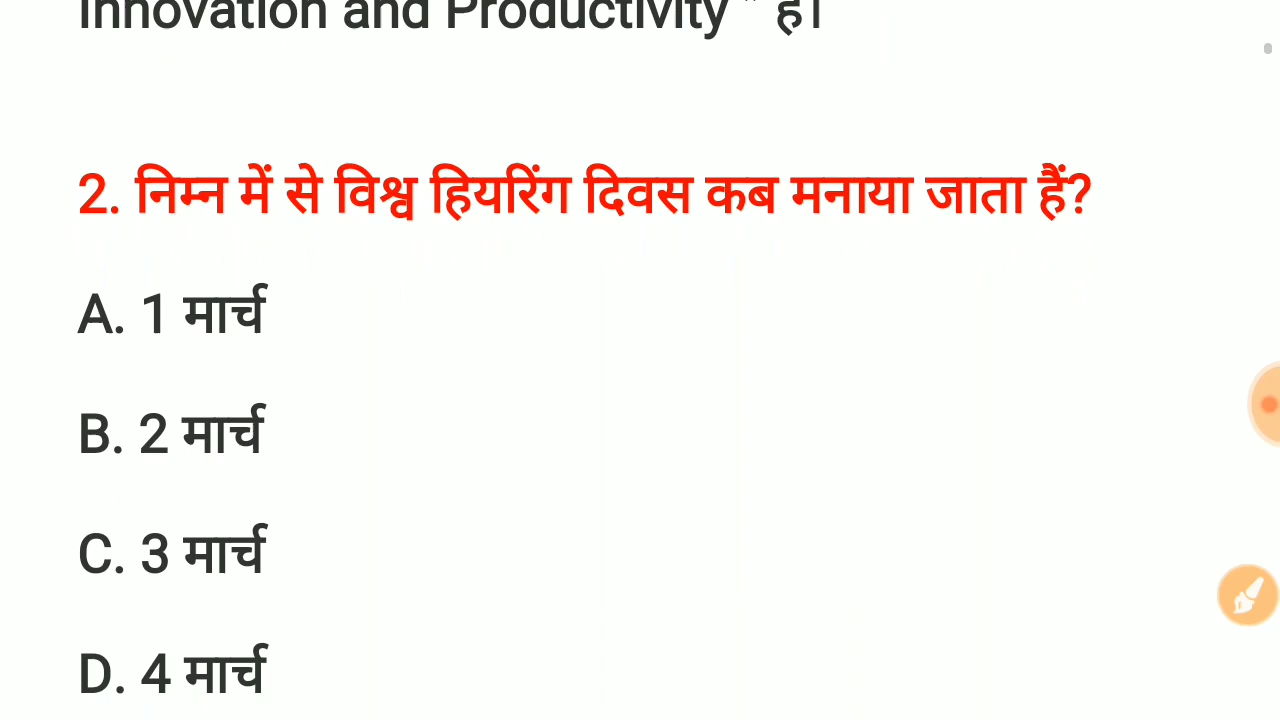 Innovation and Productivity " है।
2. निम्न में से विश्व हियरिंग दिवस कब मनाया जाता हैं?
A. 1 मार्च
B. 2 मार्च
C. 3 मार्च
D. 4 मार्च